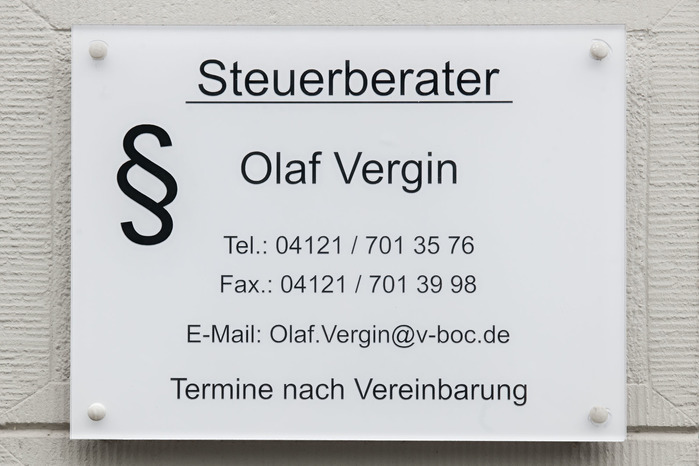 Steuerberater
§ Olaf Vergin
Tel.: 04121 / 701 35 76
Fax.: 04121 / 701 39 98
E-Mail: Olaf.Vergin@v-boc.de
Termine nach Vereinbarung